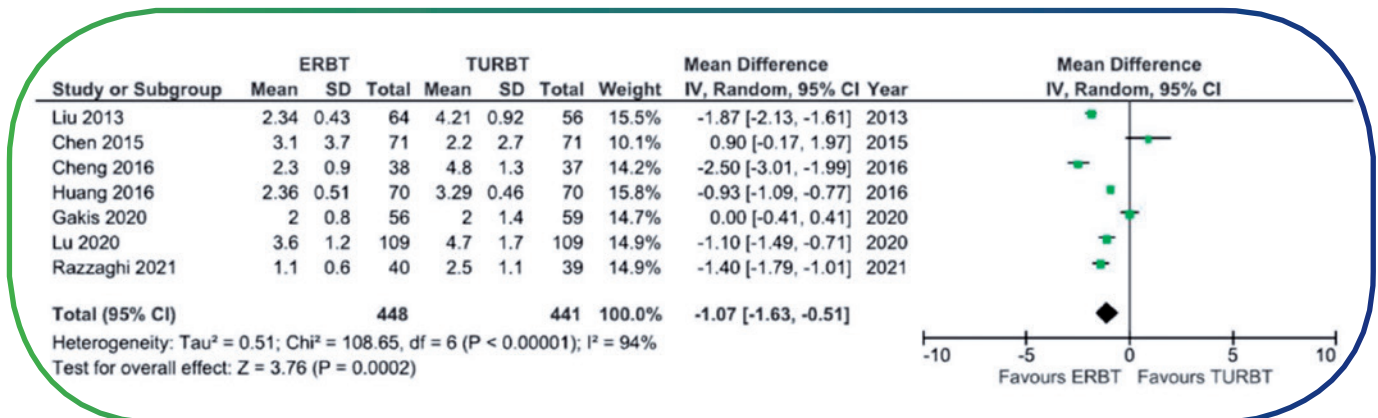 ERBT TURBT Mean Difference Mean Difference
Study or Subgroup Mean SD Total Mean SD Total Weight IV, Random, 95% CI Year IV, Random, 95% CI
Liu 2013 2.34 0.43 64 4.21 0.92 56 15.5% -1.87 [-2.13, -1.61] 2013
Chen 2015 3.1 3.7 71 2.2 2.7 71 10.1% 0.90 [-0.17, 1.97] 2015
Cheng 2016 2.3 0.9 38 4.8 1.3 37 14.2% -2.50 [-3.01, -1.99] 2016
Huang 2016 2.36 0.51 70 3.29 0.46 70 15.8% -0.93 [-1.09, -0.77] 2016
Gakis 2020 2 0.8 56 2 1.4 59 14.7% 0.00 [-0.41, 0.41] 2020
Lu 2020 3.6 1.2 109 4.7 1.7 109 14.9% -1.10 [-1.49, -0.71] 2020
Razzaghi 2021 1.1 0.6 40 2.5 1.1 39 14.9% -1.40 [-1.79, -1.01] 2021
Total (95% CI) 448 441 100.0% -1.07 [-1.63, -0.51]
Heterogeneity: Tau² = 0.51; Chi² = 108.65, df = 6 (P < 0.00001); I² = 94%
Test for overall effect: Z = 3.76 (P = 0.0002)
-10 -5 0 5 10
Favours ERBT Favours TURBT